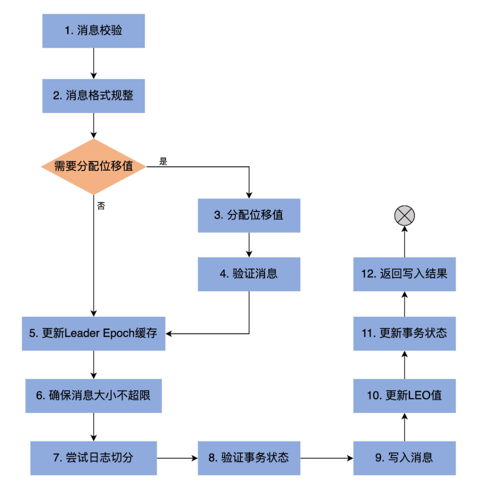 1. 消息校验
2. 消息格式规整
需要分配位移值
是
否
3. 分配位移值
4. 验证消息
5. 更新Leader Epoch缓存
6. 确保消息大小不超限
7. 尝试日志切分
8. 验证事务状态
9. 写入消息
10. 更新LEO值
11. 更新事务状态
12. 返回写入结果